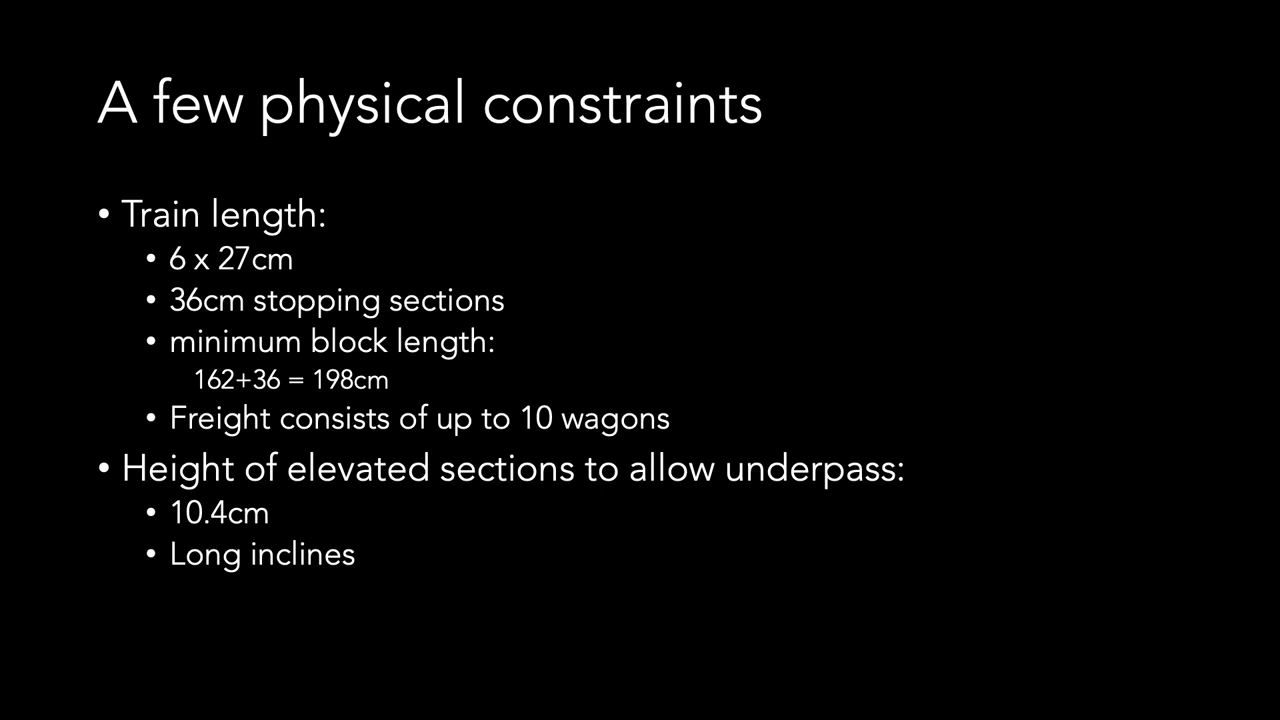 A few physical constraints
• Train length:
• 6 x 27cm
• 36cm stopping sections
• minimum block length:
162+36 = 198cm
• Freight consists of up to 10 wagons
• Height of elevated sections to allow underpass:
• 10.4cm
• Long inclines